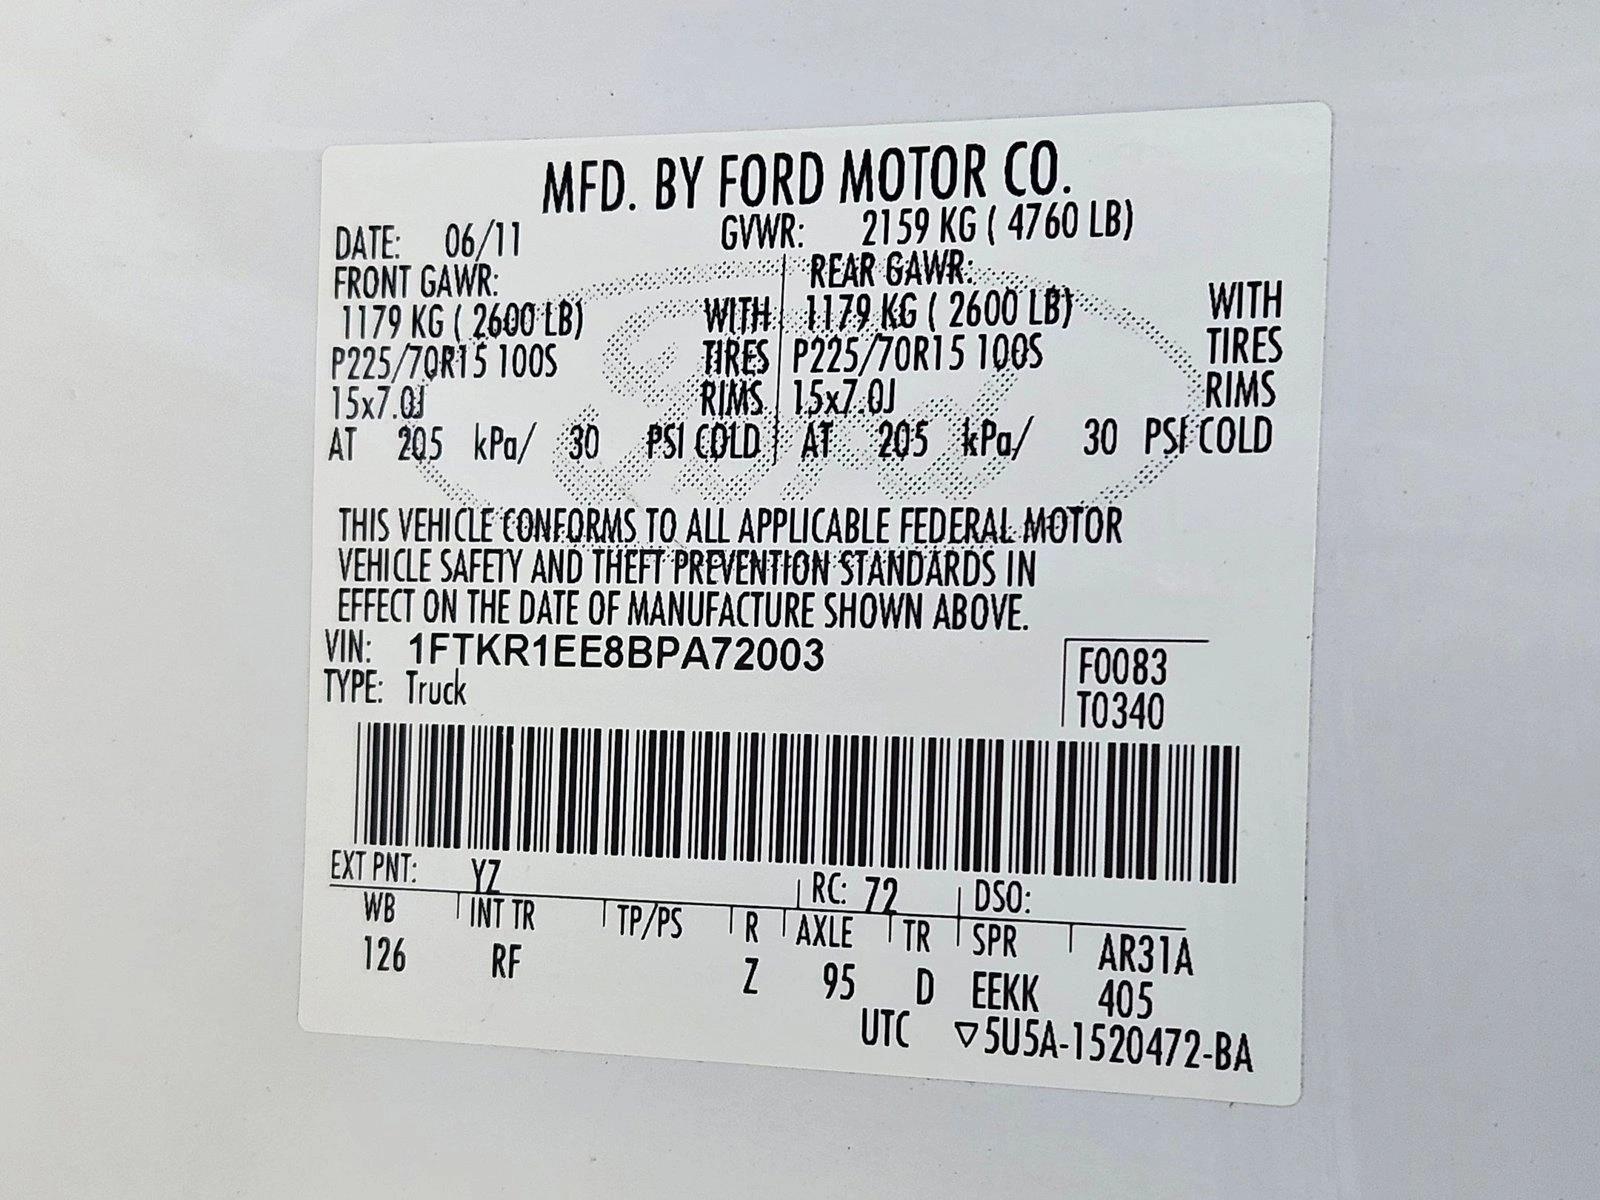 MFD. BY FORD MOTOR CO.
DATE: 06/11 GVWR: 2159 KG ( 4760 LB)
FRONT GAWR: REAR GAWR:
1179 KG ( 2600 LB) WITH 1179 KG ( 2600 LB) WITH
P225/70R15 100S TIRES P225/70R15 100S TIRES
15x7.0J RIMS 15x7.0J RIMS
AT 205 kPa/ 30 PSI COLD AT 205 kPa/ 30 PSI COLD
THIS VEHICLE CONFORMS TO ALL APPLICABLE FEDERAL MOTOR
VEHICLE SAFETY AND THEFT PREVENTION STANDARDS IN
EFFECT ON THE DATE OF MANUFACTURE SHOWN ABOVE.
VIN: 1FTKR1EE8BPA72003 F0083
TYPE: Truck T0340
EXT PNT: YZ RC: 72 DSO:
WB INT TR TP/PS R AXLE TR SPR AR31A
126 RF Z 95 D EEKK 405
UTC ▽5U5A-1520472-BA
Ford